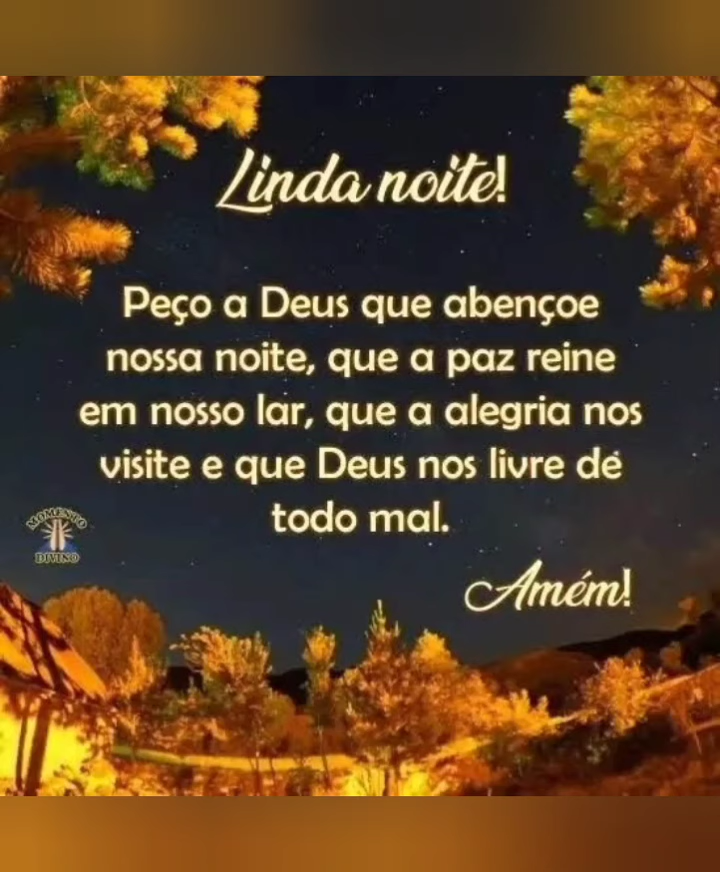 Linda noite!
Peço a Deus que abençoe
nossa noite, que a paz reine
em nosso lar, que a alegria nos
visite e que Deus nos livre de
todo mal.
MOMENTO
DIVINO
Amém!